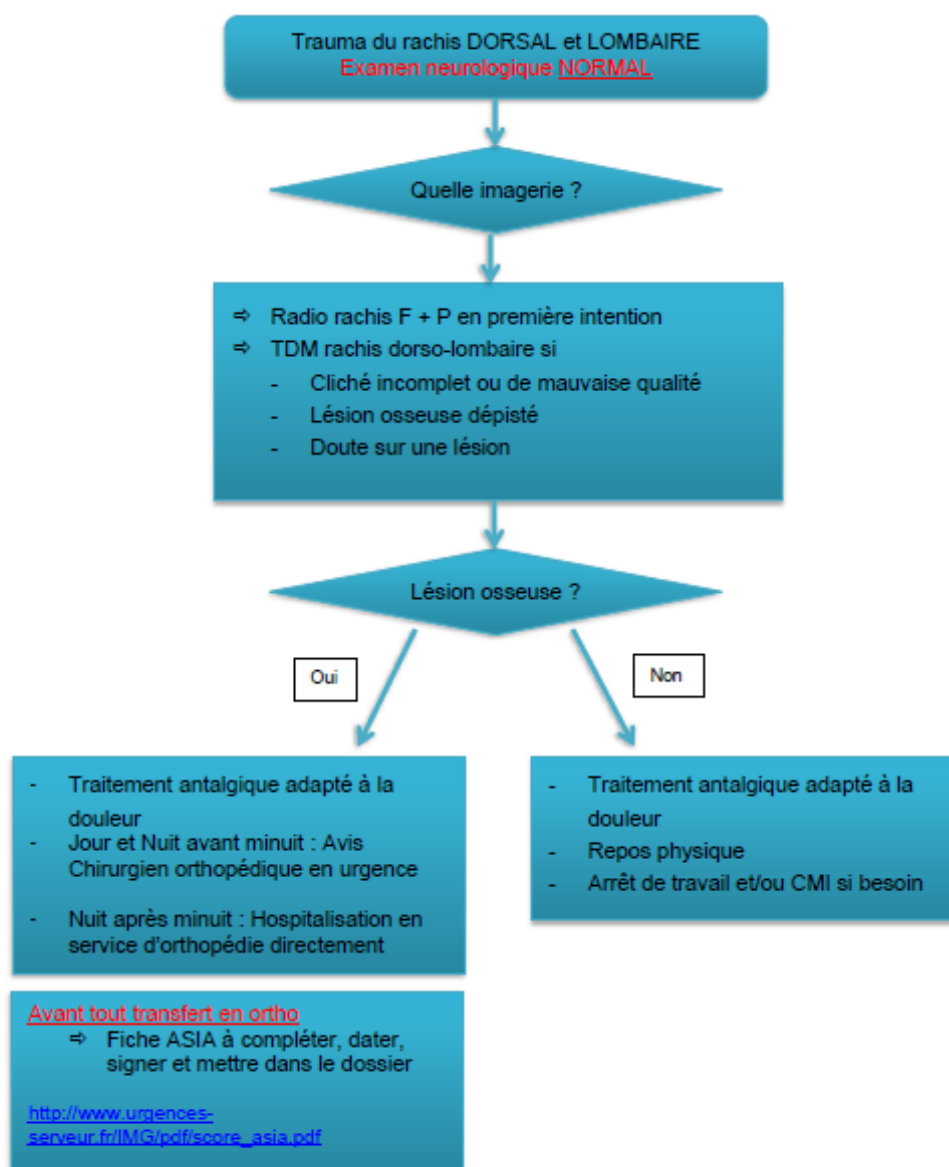 Trauma du rachis DORSAL et LOMBAIRE
Examen neurologique NORMAL
Quelle imagerie ?
⇨ Radio rachis F + P en première intention
⇨ TDM rachis dorso-lombaire si
- Cliché incomplet ou de mauvaise qualité
- Lésion osseuse dépisté
- Doute sur une lésion
Lésion osseuse ?
Oui
Non
- Traitement antalgique adapté à la
douleur
- Jour et Nuit avant minuit : Avis
Chirurgien orthopédique en urgence
- Nuit après minuit : Hospitalisation en
service d'orthopédie directement
- Traitement antalgique adapté à la
douleur
- Repos physique
- Arrêt de travail et/ou CMI si besoin
Avant tout transfert en ortho
⇨ Fiche ASIA à compléter, dater,
signer et mettre dans le dossier
http://www.urgences-
serveur.fr/IMG/pdf/score_asia.pdf